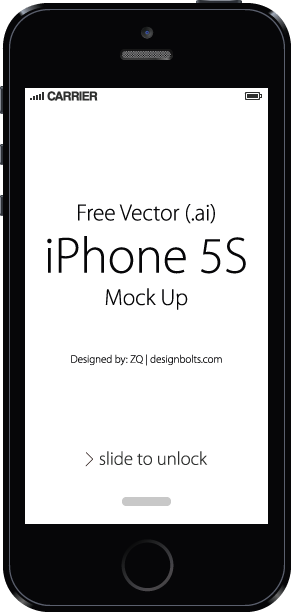 CARRIER
Free Vector (.ai)
iPhone 5S
Mock Up
Designed by: ZQ | designbolts.com
> slide to unlock